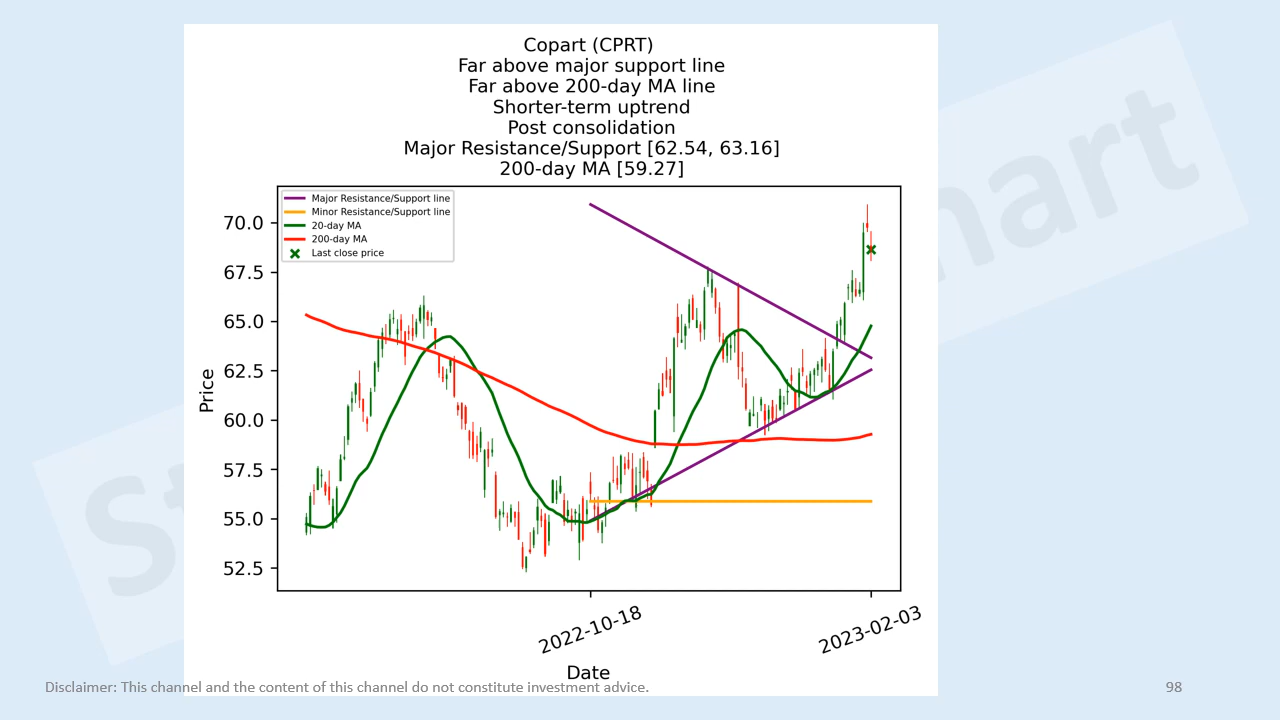 Copart (CPRT)
Far above major support line
Far above 200-day MA line
Shorter-term uptrend
Post consolidation
Major Resistance/Support [62.54, 63.16]
200-day MA [59.27]
Major Resistance/Support line
Minor Resistance/Support line
20-day MA
200-day MA
Last close price
Price
70.0
67.5
65.0
62.5
60.0
57.5
55.0
52.5
2022-10-18
2023-02-03
Date
Disclaimer: This channel and the content of this channel do not constitute investment advice.
98